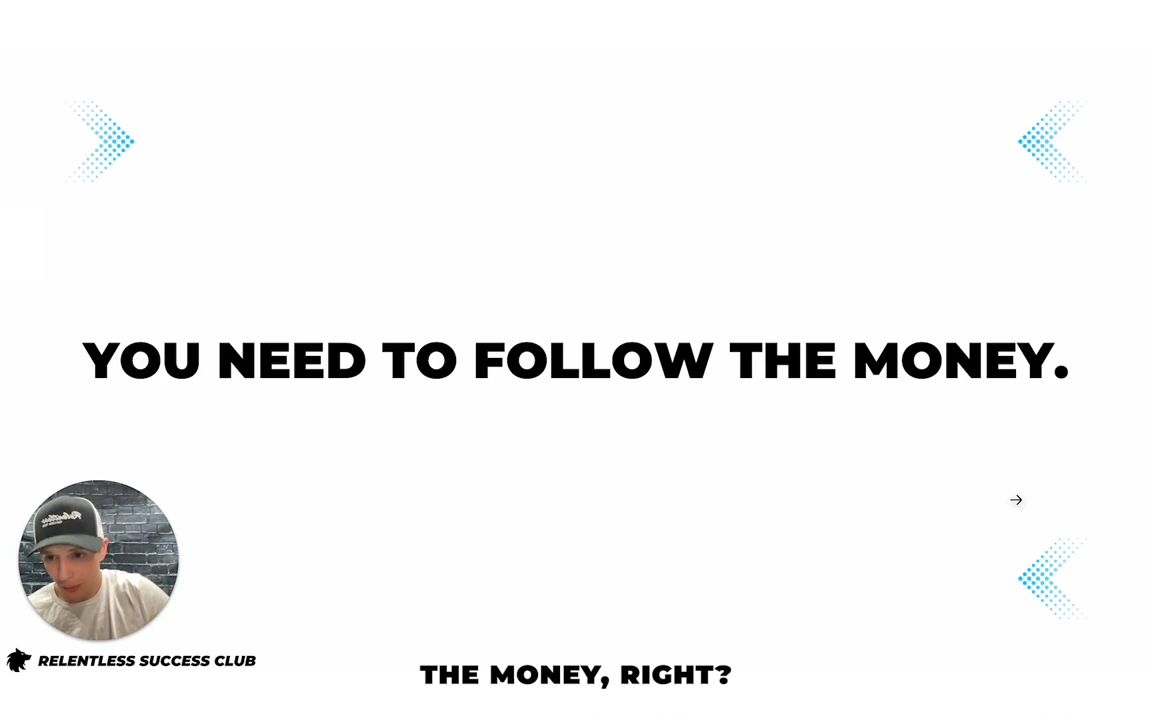 YOU NEED TO FOLLOW THE MONEY.
RELENTLESS SUCCESS CLUB
THE MONEY, RIGHT?